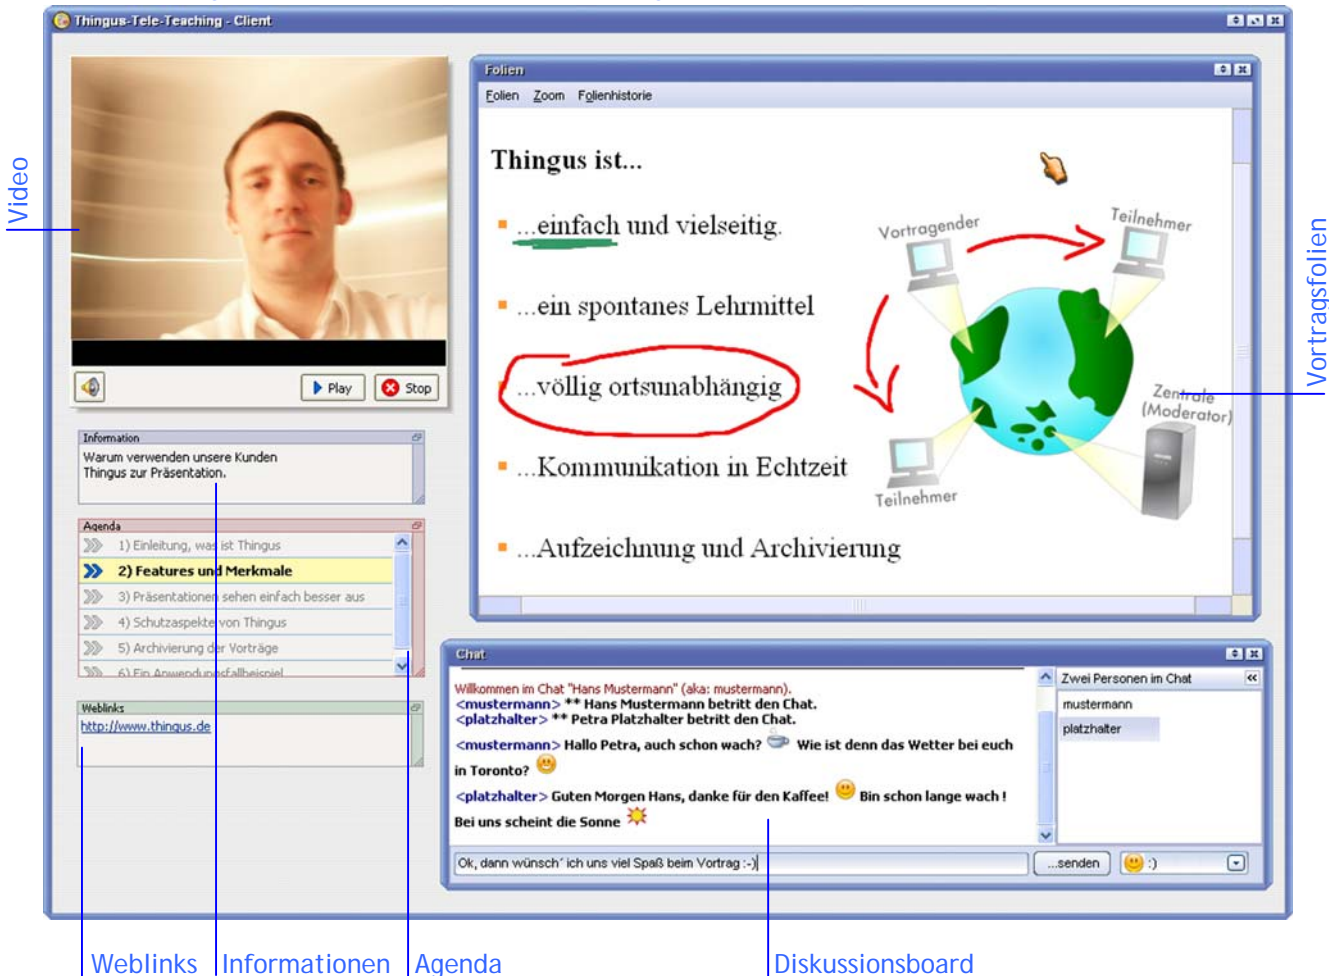 Thingus-Tele-Teaching - Client
Video
Play
Stop
Information
Warum verwenden unsere Kunden
Thingus zur Präsentation.
Agenda
1) Einleitung, was ist Thingus
2) Features und Merkmale
3) Präsentationen sehen einfach besser aus
4) Schutzaspekte von Thingus
5) Archivierung der Vorträge
6) Ein Anwendungsfallbeispiel
Weblinks
http://www.thingus.de
Folien
Folien Zoom Folienhistorie
Thingus ist...
...einfach und vielseitig.
...ein spontanes Lehrmittel
...völlig ortsunabhängig
...Kommunikation in Echtzeit
...Aufzeichnung und Archivierung
Vortragender
Teilnehmer
Zentrale
(Moderator)
Teilnehmer
Vortragsfolien
Chat
Willkommen im Chat "Hans Mustermann" (aka: mustermann).
<mustermann> ** Hans Mustermann betritt den Chat.
<platzhalter> ** Petra Platzhalter betritt den Chat.
<mustermann> Hallo Petra, auch schon wach? Wie ist denn das Wetter bei euch
in Toronto?
<platzhalter> Guten Morgen Hans, danke für den Kaffee! Bin schon lange wach !
Bei uns scheint die Sonne
Zwei Personen im Chat
mustermann
platzhalter
Ok, dann wünsch´ ich uns viel Spaß beim Vortrag :-)
...senden
:)
Weblinks
Informationen
Agenda
Diskussionsboard